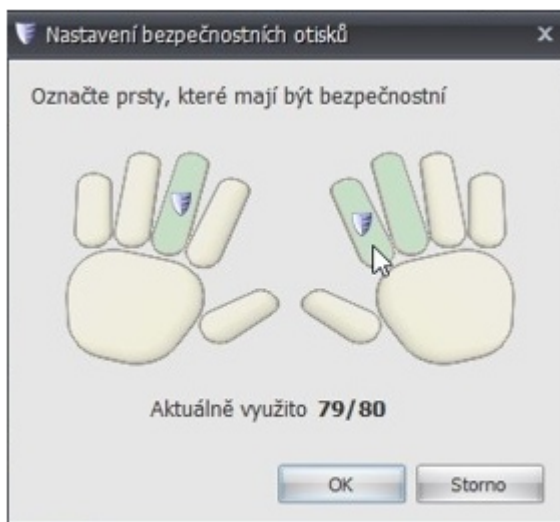 Nastavení bezpečnostních otisků
Označte prsty, které mají být bezpečnostní
Aktuálně využito 79/80
OK
Storno